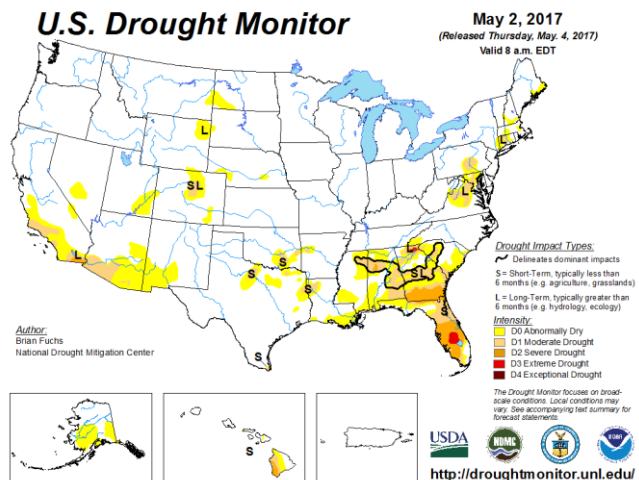 U.S. Drought Monitor
May 2, 2017
(Released Thursday, May. 4, 2017)
Valid 8 a.m. EDT
L
SL
L
L
L
L
SL
S
S
S
S
S
S
Drought Impact Types:
Delineates dominant impacts
S = Short-Term, typically less than
6 months (e.g. agriculture, grasslands)
L = Long-Term, typically greater than
6 months (e.g. hydrology, ecology)
Intensity:
D0 Abnormally Dry
D1 Moderate Drought
D2 Severe Drought
D3 Extreme Drought
D4 Exceptional Drought
Author:
Brian Fuchs
National Drought Mitigation Center
The Drought Monitor focuses on broad-
scale conditions. Local conditions may
vary. See accompanying text summary for
forecast statements.
USDA
NDMC
http://droughtmonitor.unl.edu/